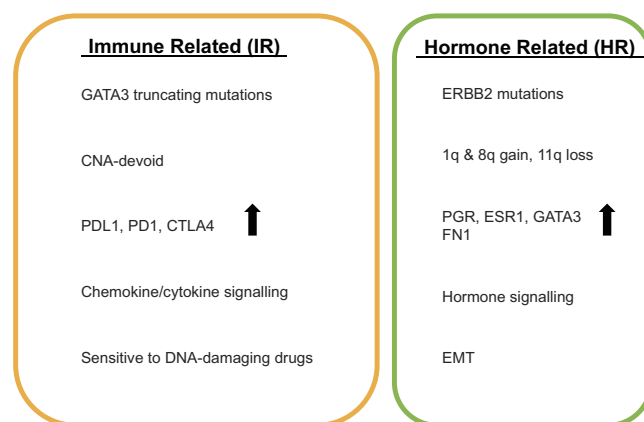 Immune Related (IR)
GATA3 truncating mutations
CNA-devoid
PDL1, PD1, CTLA4
Chemokine/cytokine signalling
Sensitive to DNA-damaging drugs
Hormone Related (HR)
ERBB2 mutations
1q & 8q gain, 11q loss
PGR, ESR1, GATA3
FN1
Hormone signalling
EMT